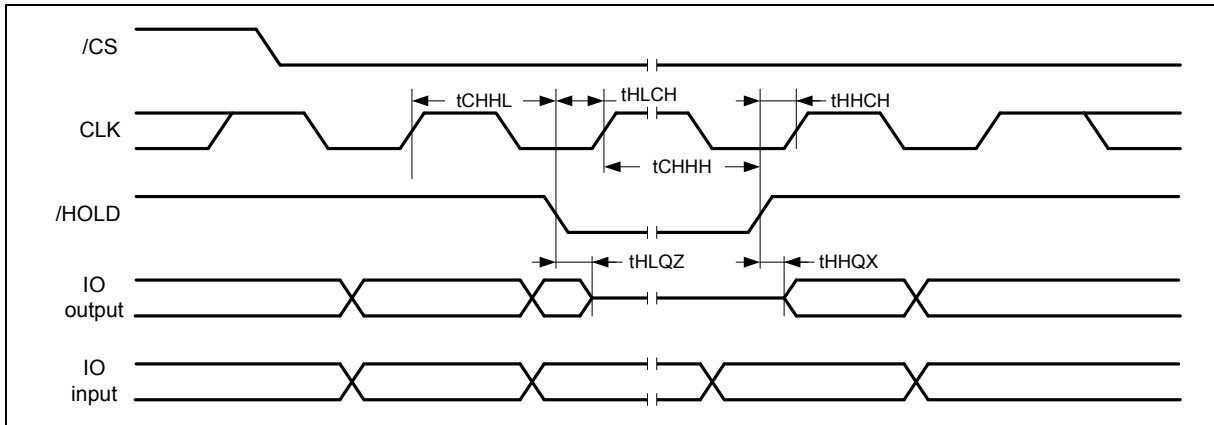 /CS
tCHHL
tHLCH
tHHCH
CLK
tCHHH
/HOLD
tHLQZ
tHHQX
IO
output
IO
input